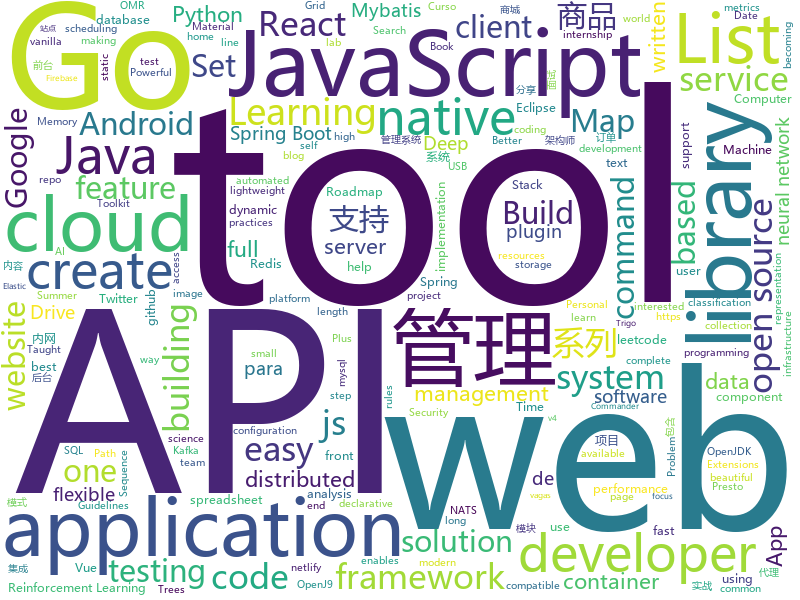 站点 Material Grid Curso 商城 Date
OMR Python Mybatis 商品 Search world metrics
database React client written List becoming
scheduling Set line internship
home lab Book making
vanilla JavaScript service
前台 static test Powerful Go 分享
Android Learning native Map library Computer
Memory Spring Boot Eclipse 架构师 订单
self high 管理系统 coding development support
Google Java blog Deep 系统 Better text Machine
repo automated USB based command neural network
feature lightweight Roadmap Stack
Toolkit dynamic 支持 Build
practices server plugin
cloud full Redis implementation user open source
AI help Spring resources storage
内容 access tool Elastic
create Summer image platform project
Personal classification representation
Twitter github length interested learn https collection infrastructure
Drive website building
内网 Plus 管理 系列 Trigo leetcode complete
Taught best 后台 way small para mysql
API web system data programming component
management software
step rules js Time
science configuration Security v4
Kafka easy 项目 OpenJDK
SQL Path team front Commander available Problem Extensions
one Guidelines Sequence distributed de performance Presto beautiful
flexible end analysis vagas page focus
spreadsheet declarative NATS long use App
application solution 模块 fast using
模式 testing code developer
Vue OpenJ9 modern
集成 netlify framework container 实战 代理
Reinforcement Learning Trees enables compatible common
Firebase